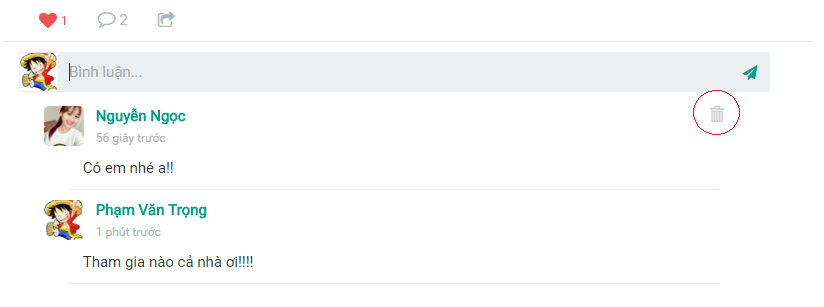 1 2
Bình luận...
Nguyễn Ngọc
56 giây trước
Có em nhé a!!
Phạm Văn Trọng
1 phút trước
Tham gia nào cả nhà ơi!!!!